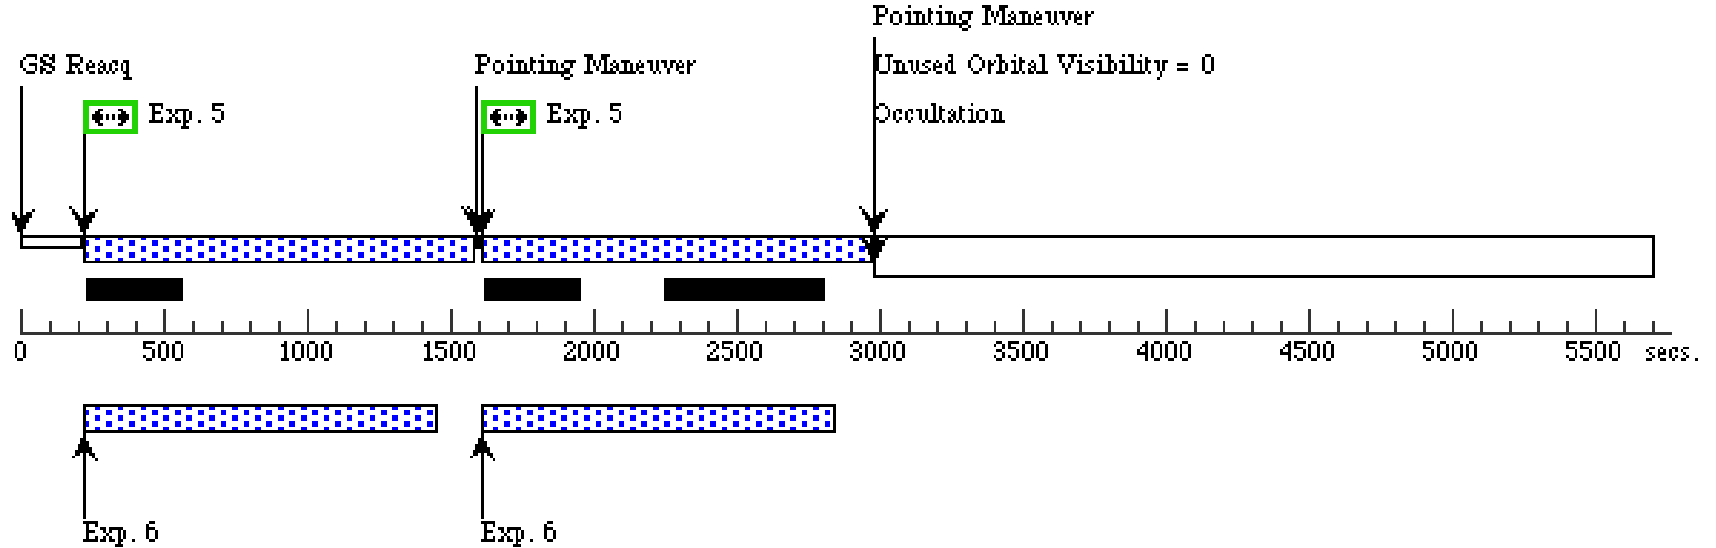 Pointing Maneuver
GS Reacq
Pointing Maneuver
Unused Orbital Visibility = 0
Exp. 5
Exp. 5
Occultation
0 500 1000 1500 2000 2500 3000 3500 4000 4500 5000 5500 secs.
Exp. 6
Exp. 6